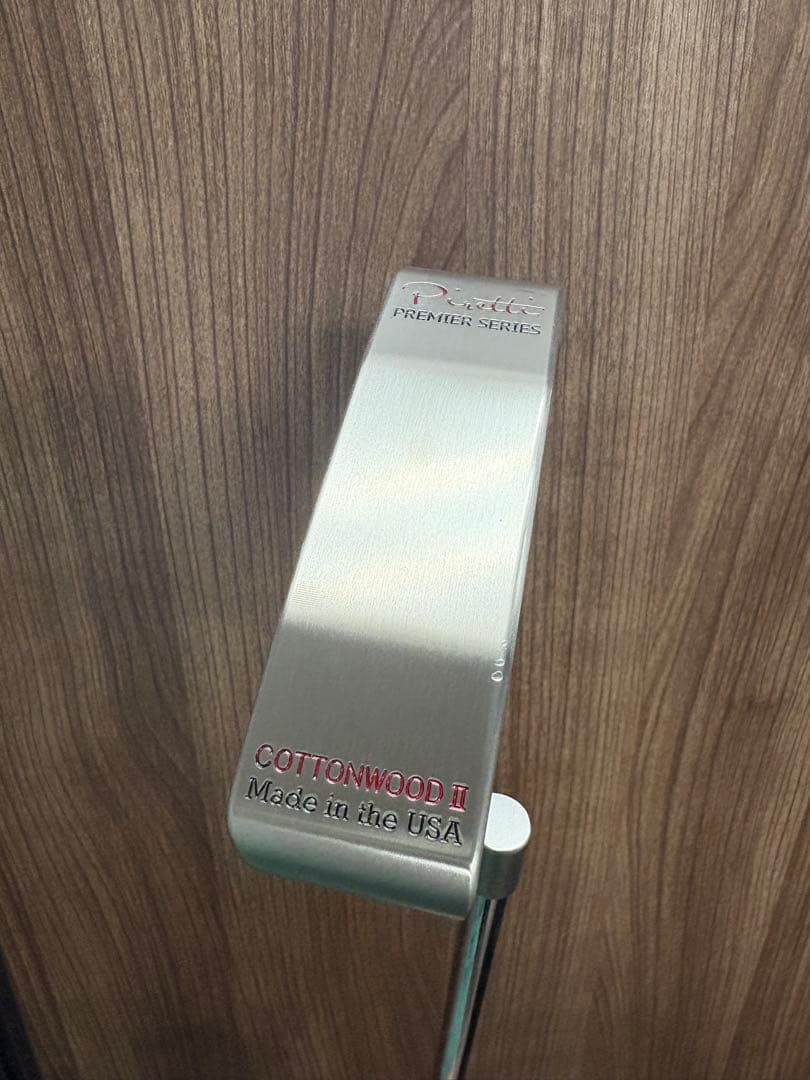 Piretti
PREMIER SERIES
COTTONWOOD II
Made in the USA